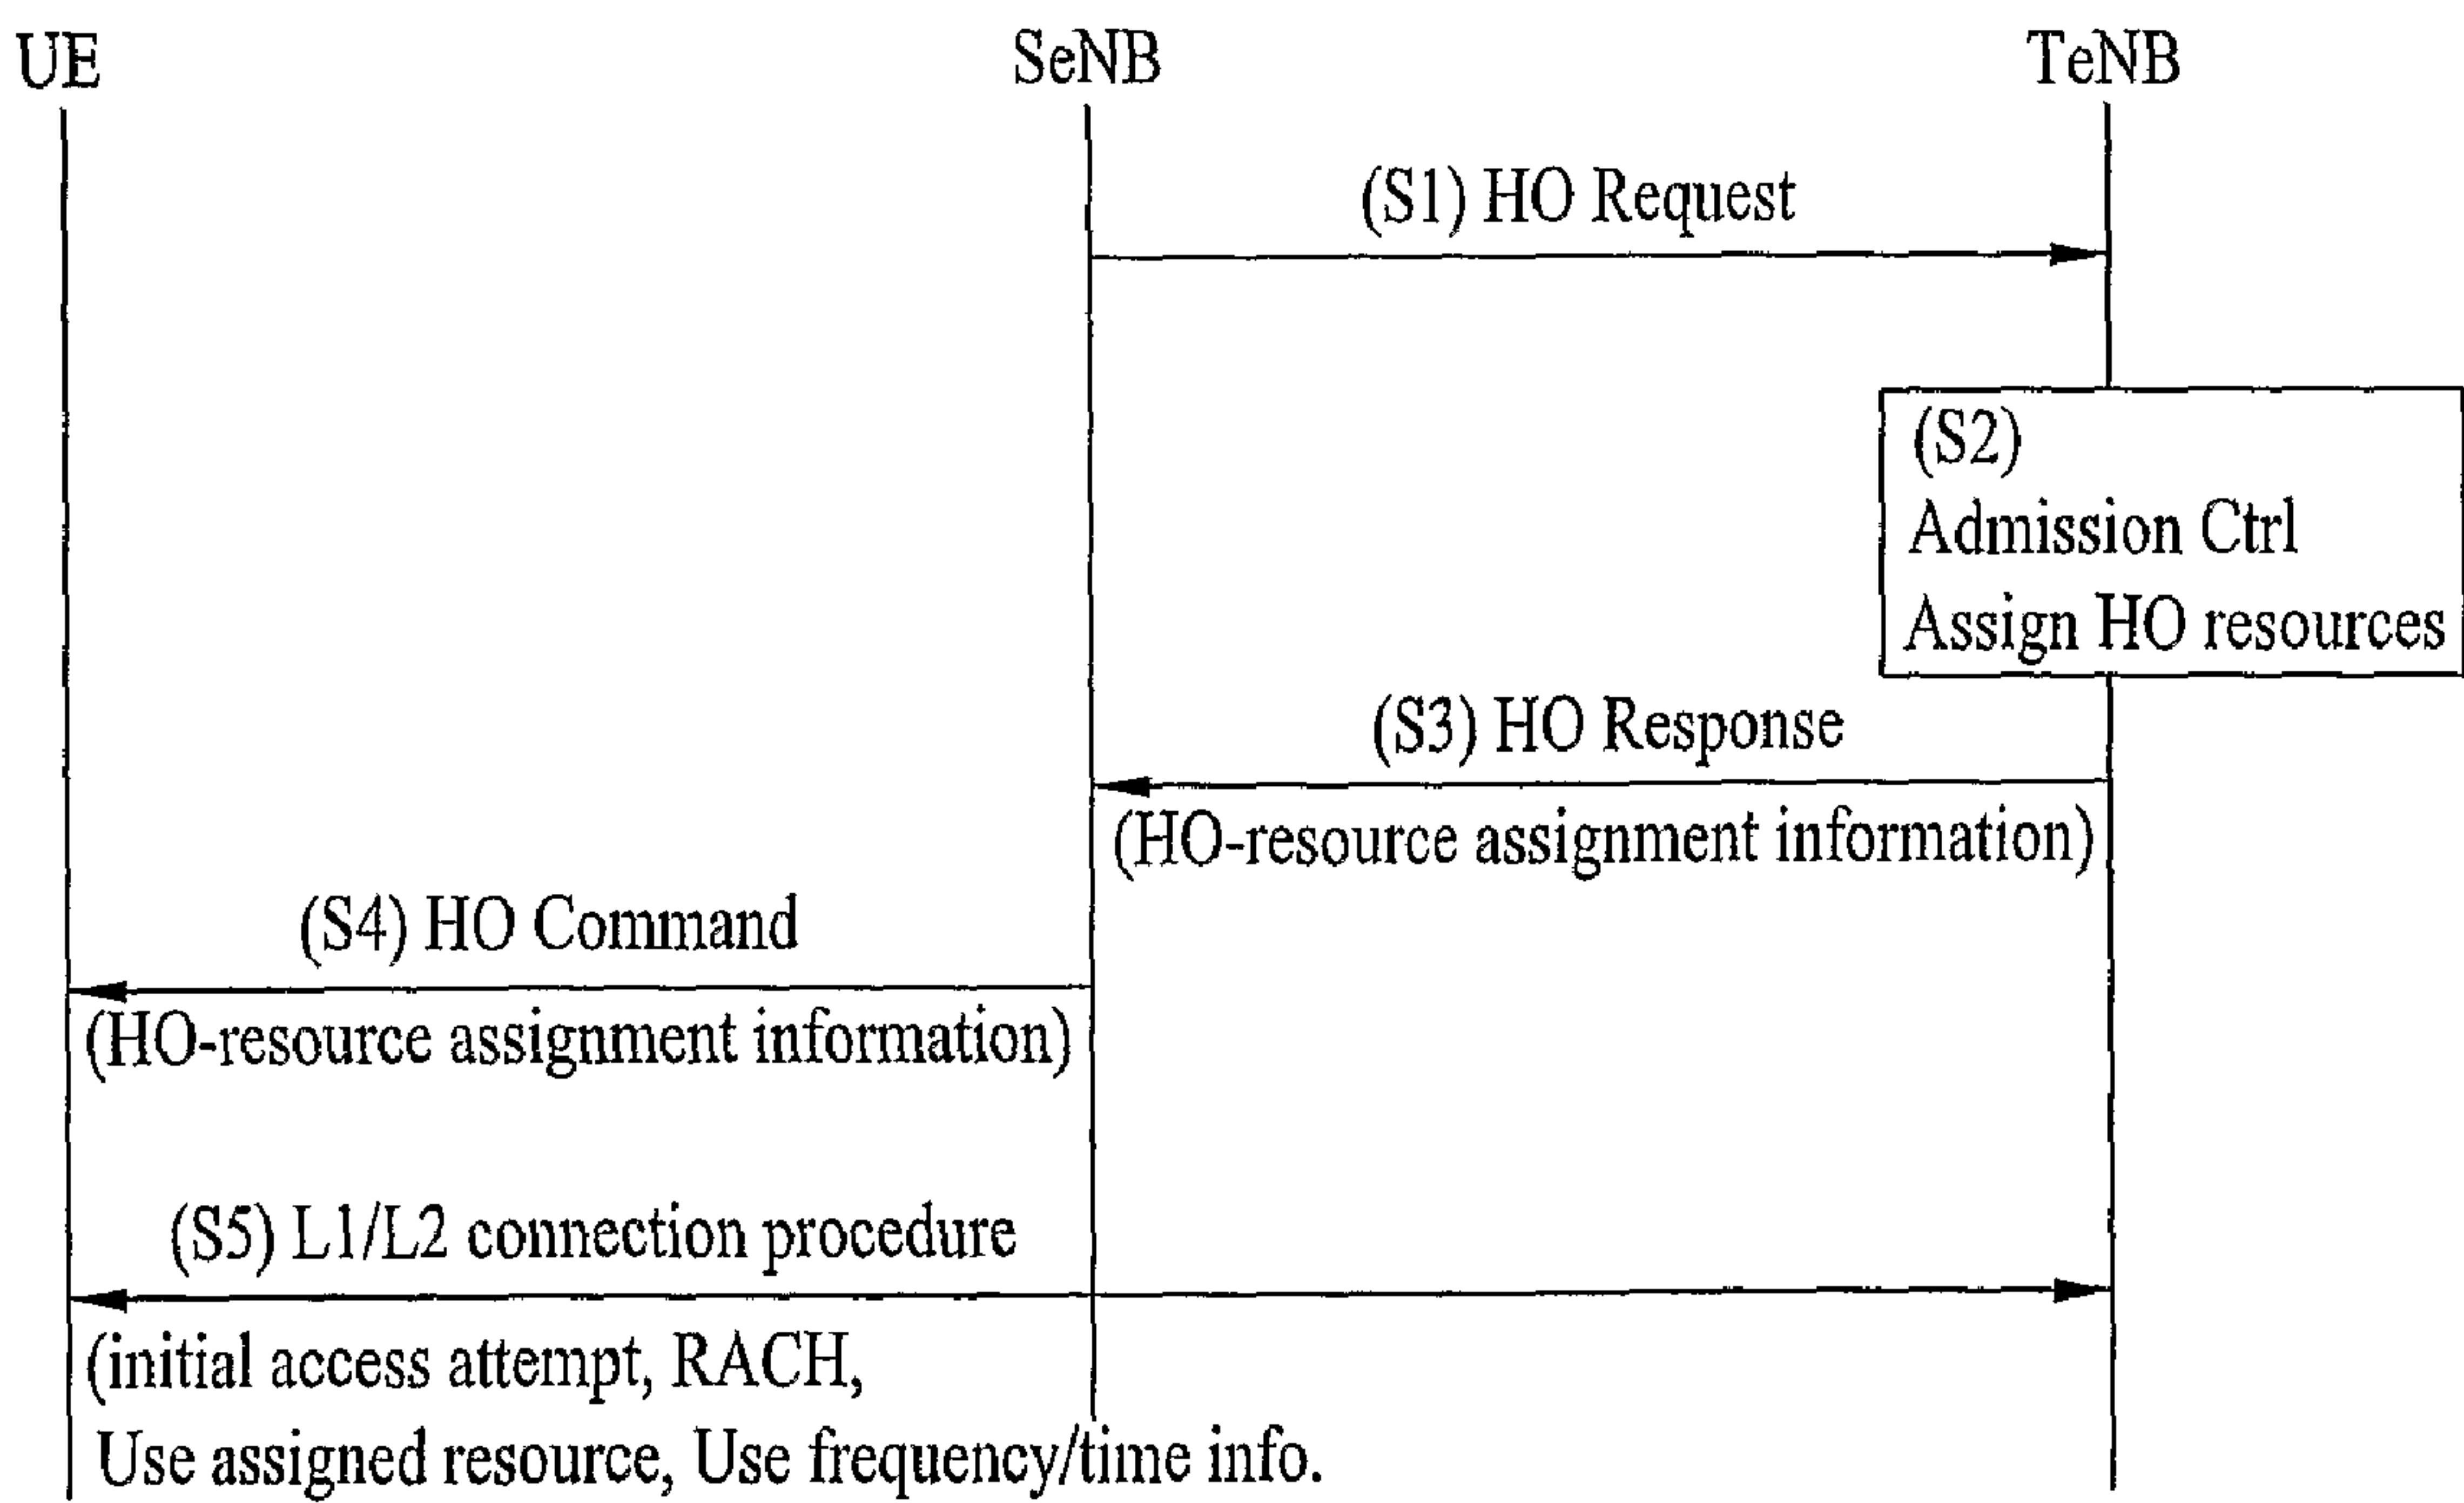 UE
SeNB
TeNB
(S1) HO Request
(S2)
Admission Ctrl
Assign HO resources
(S3) HO Response
(HO-resource assignment information)
(S4) HO Command
(HO-resource assignment information)
(S5) L1/L2 connection procedure
(initial access attempt, RACH,
Use assigned resource, Use frequency/time info.